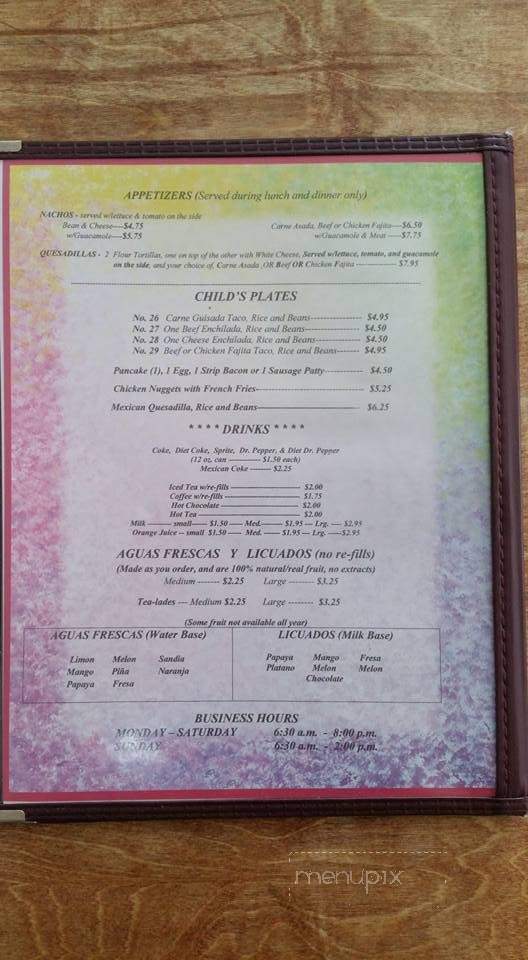 APPETIZERS (Served during lunch and dinner only)
NACHOS - served w/lettuce & tomato on the side
Bean & Cheese----$4.75 Carne Asada, Beef or Chicken Fajita----$6.50
w/Guacamole----$5.75 w/Guacamole & Meat ----$7.75
QUESADILLAS - 2 Flour Tortillas, one on top of the other with White Cheese, Served w/lettuce, tomato, and guacamole
on the side, and your choice of, Carne Asada ,OR Beef OR Chicken Fajita -------------- $7.95
CHILD'S PLATES
No. 26 Carne Guisada Taco, Rice and Beans-------------- $4.95
No. 27 One Beef Enchilada, Rice and Beans-------------- $4.50
No. 28 One Cheese Enchilada, Rice and Beans------------ $4.50
No. 29 Beef or Chicken Fajita Taco, Rice and Beans------- $4.95
Pancake (1), 1 Egg, 1 Strip Bacon or 1 Sausage Patty----------- $4.50
Chicken Nuggets with French Fries------------------------------ $5.25
Mexican Quesadilla, Rice and Beans---------------------------- $6.25
* * * * DRINKS * * * *
Coke, Diet Coke, Sprite, Dr. Pepper, & Diet Dr. Pepper
(12 oz. can ------------ $1.50 each)
Mexican Coke -------- $2.25
Iced Tea w/re-fills -------------------- $2.00
Coffee w/re-fills --------------------- $1.75
Hot Chocolate ---------------------- $2.00
Hot Tea ---------------------------- $2.00
Milk -------- small----- $1.50 ---- Med.-------- $1.95 --- Lrg. ---- $2.95
Orange Juice -- small $1.50 ---- Med. ------ $1.95 --- Lrg. -----$2.95
AGUAS FRESCAS Y LICUADOS (no re-fills)
(Made as you order, and are 100% natural/real fruit, no extracts)
Medium ------- $2.25 Large -------- $3.25
Tea-lades --- Medium $2.25 Large -------- $3.25
(Some fruit not available all year)
AGUAS FRESCAS (Water Base) LICUADOS (Milk Base)
Limon Melon Sandia Papaya Mango Fresa
Mango Piña Naranja Platano Melon Melon
Papaya Fresa Chocolate
BUSINESS HOURS
MONDAY – SATURDAY 6:30 a.m. - 8:00 p.m.
SUNDAY 6:30 a.m. - 2:00 p.m.
menupix